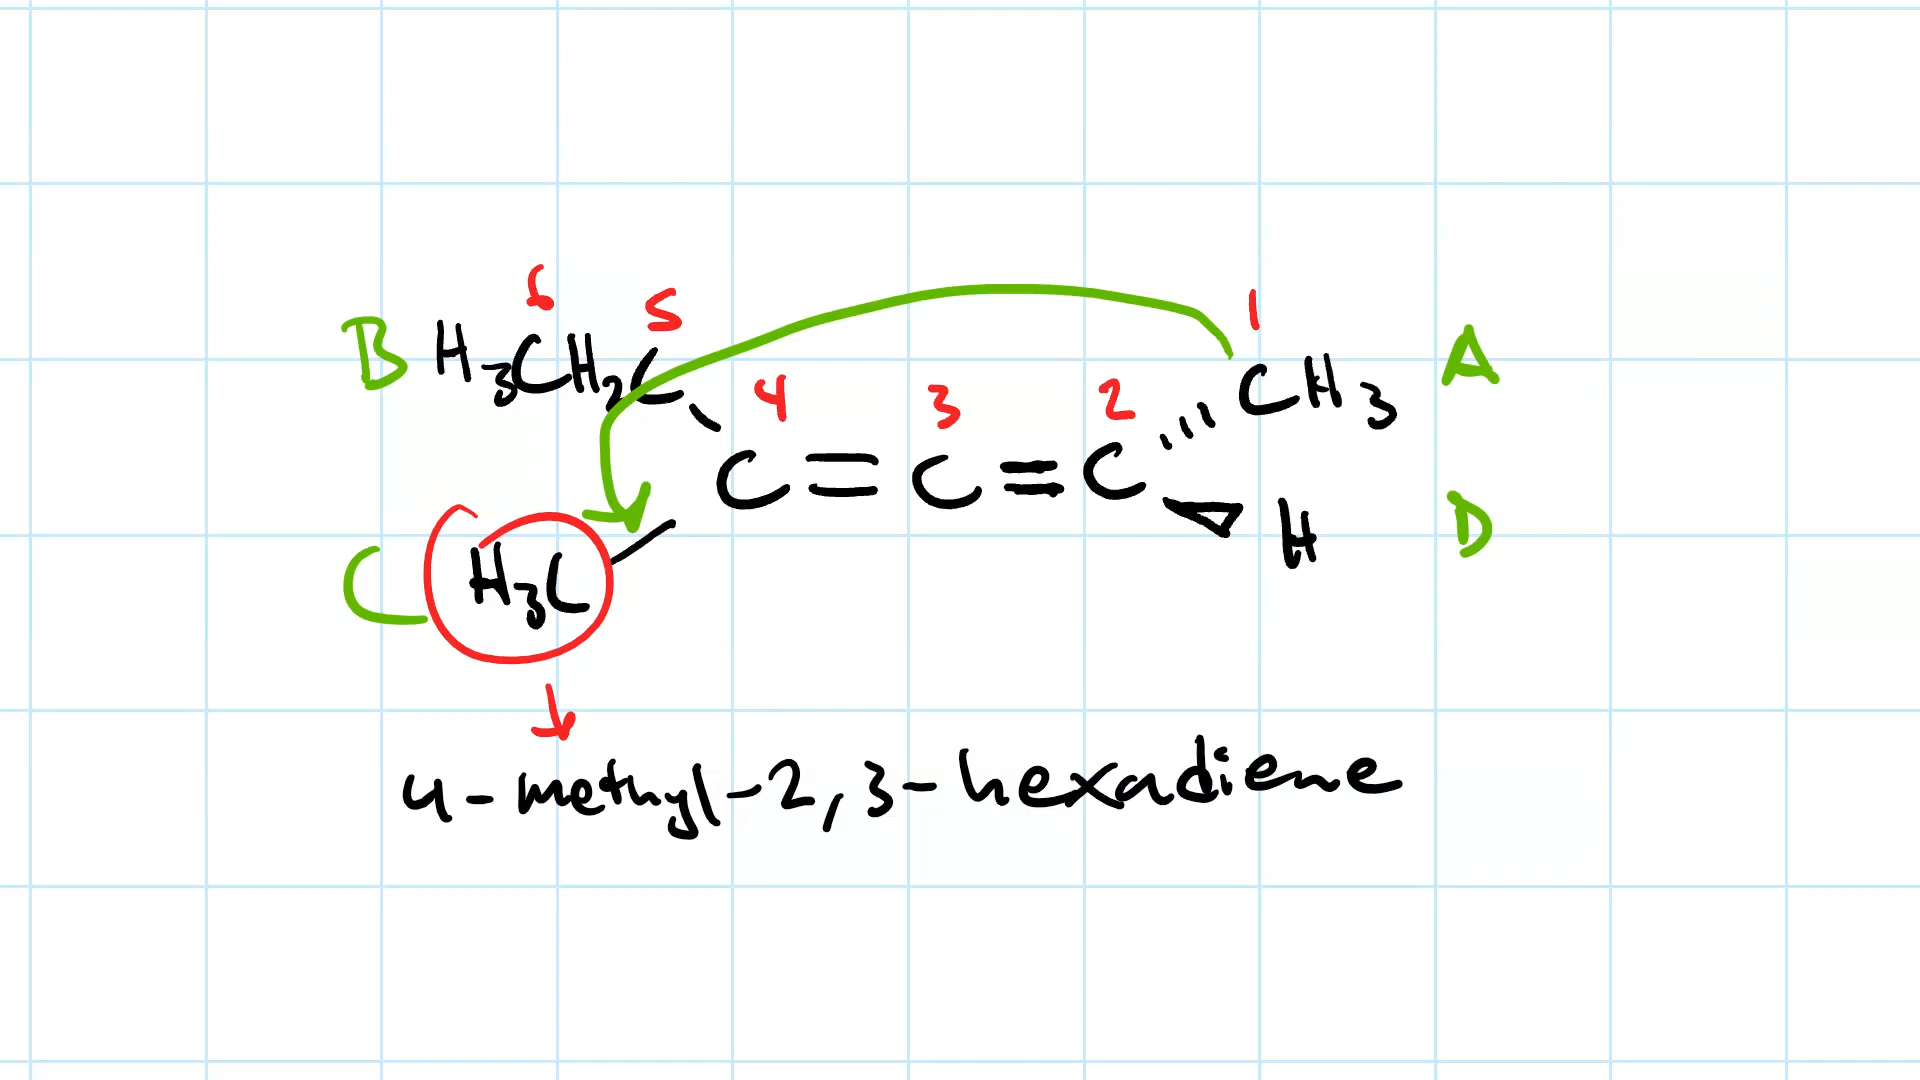 6 5 1
B H3CH2C CH3 A
4 3 2
C = C = C
C H3C H D
4-methyl-2,3-hexadiene